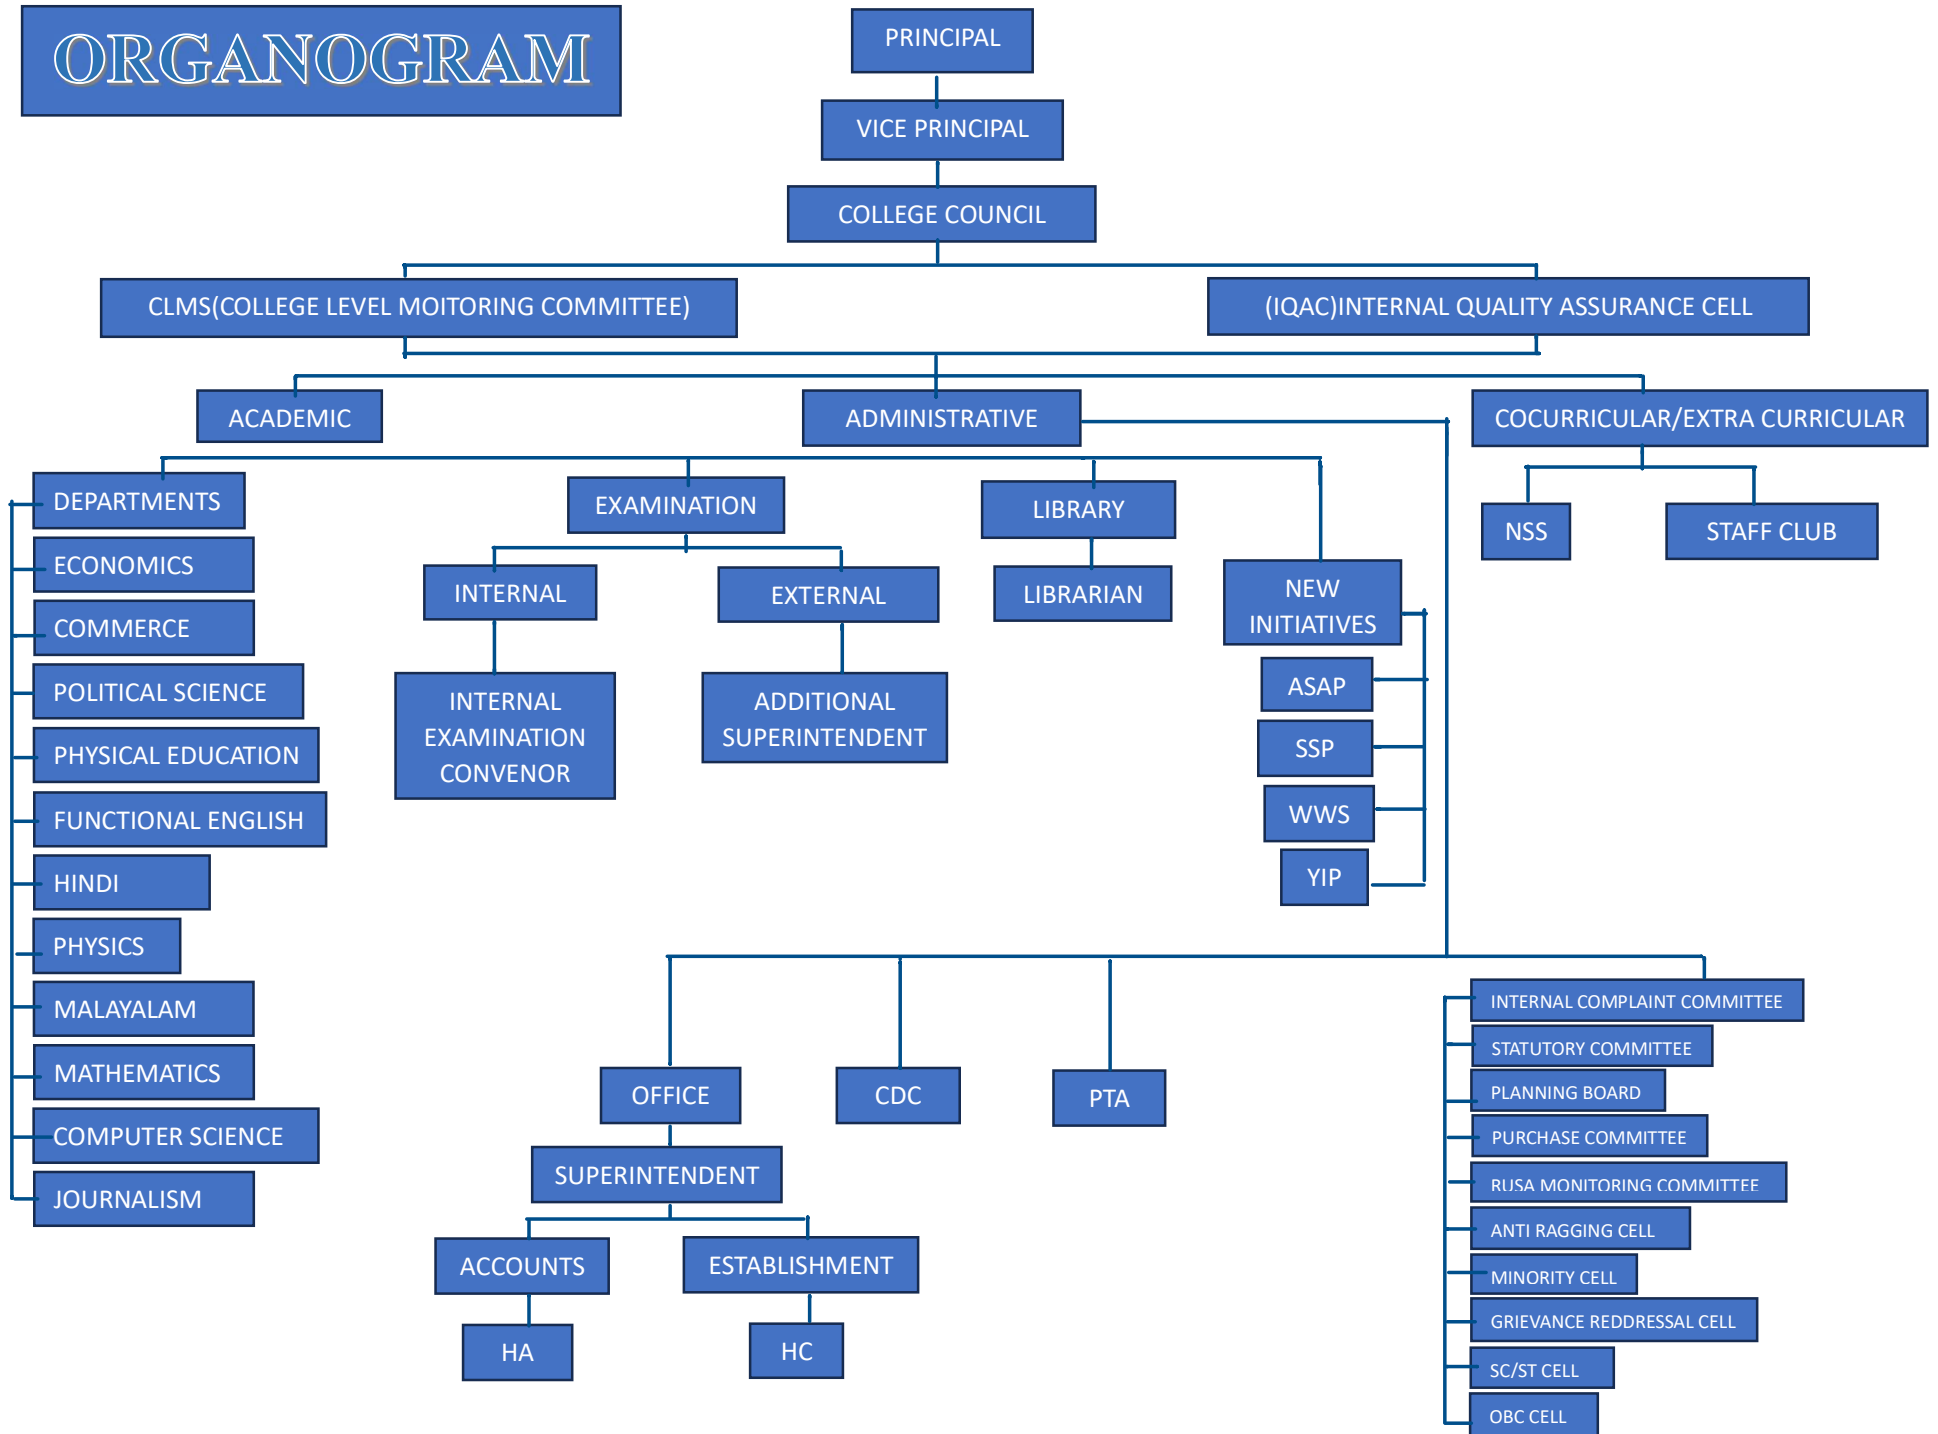 ORGANOGRAM
PRINCIPAL
VICE PRINCIPAL
COLLEGE COUNCIL
CLMS(COLLEGE LEVEL MOITORING COMMITTEE)
(IQAC)INTERNAL QUALITY ASSURANCE CELL
ACADEMIC
ADMINISTRATIVE
COCURRICULAR/EXTRA CURRICULAR
DEPARTMENTS
ECONOMICS
COMMERCE
POLITICAL SCIENCE
PHYSICAL EDUCATION
FUNCTIONAL ENGLISH
HINDI
PHYSICS
MALAYALAM
MATHEMATICS
COMPUTER SCIENCE
JOURNALISM
EXAMINATION
INTERNAL
EXTERNAL
INTERNAL
EXAMINATION
CONVENOR
ADDITIONAL
SUPERINTENDENT
LIBRARY
LIBRARIAN
NEW
INITIATIVES
ASAP
SSP
WWS
YIP
NSS
STAFF CLUB
OFFICE
CDC
PTA
SUPERINTENDENT
ACCOUNTS
ESTABLISHMENT
HA
HC
INTERNAL COMPLAINT COMMITTEE
STATUTORY COMMITTEE
PLANNING BOARD
PURCHASE COMMITTEE
RUSA MONITORING COMMITTEE
ANTI RAGGING CELL
MINORITY CELL
GRIEVANCE REDDRESSAL CELL
SC/ST CELL
OBC CELL